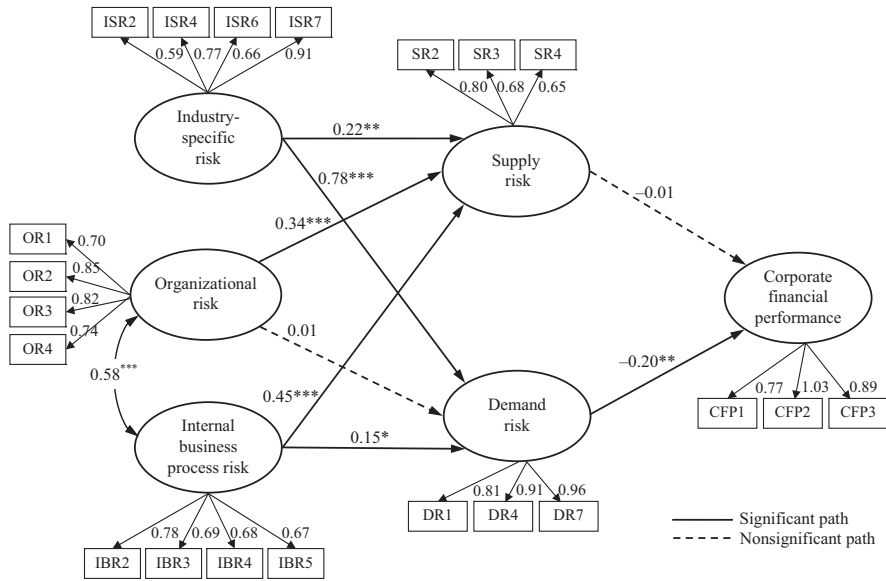 ISR2 ISR4 ISR6 ISR7
0.59 0.77 0.66 0.91
Industry-
specific
risk
SR2 SR3 SR4
0.80 0.68 0.65
Supply
risk
0.22**
0.78***
0.34***
–0.01
OR1
OR2
OR3
OR4
0.70
0.85
0.82
0.74
Organizational
risk
0.01
0.58***
0.45***
0.15*
Corporate
financial
performance
–0.20**
0.77 1.03 0.89
CFP1 CFP2 CFP3
Internal
business
process risk
0.78 0.69 0.68 0.67
IBR2 IBR3 IBR4 IBR5
Demand
risk
0.81 0.91 0.96
DR1 DR4 DR7
Significant path
Nonsignificant path